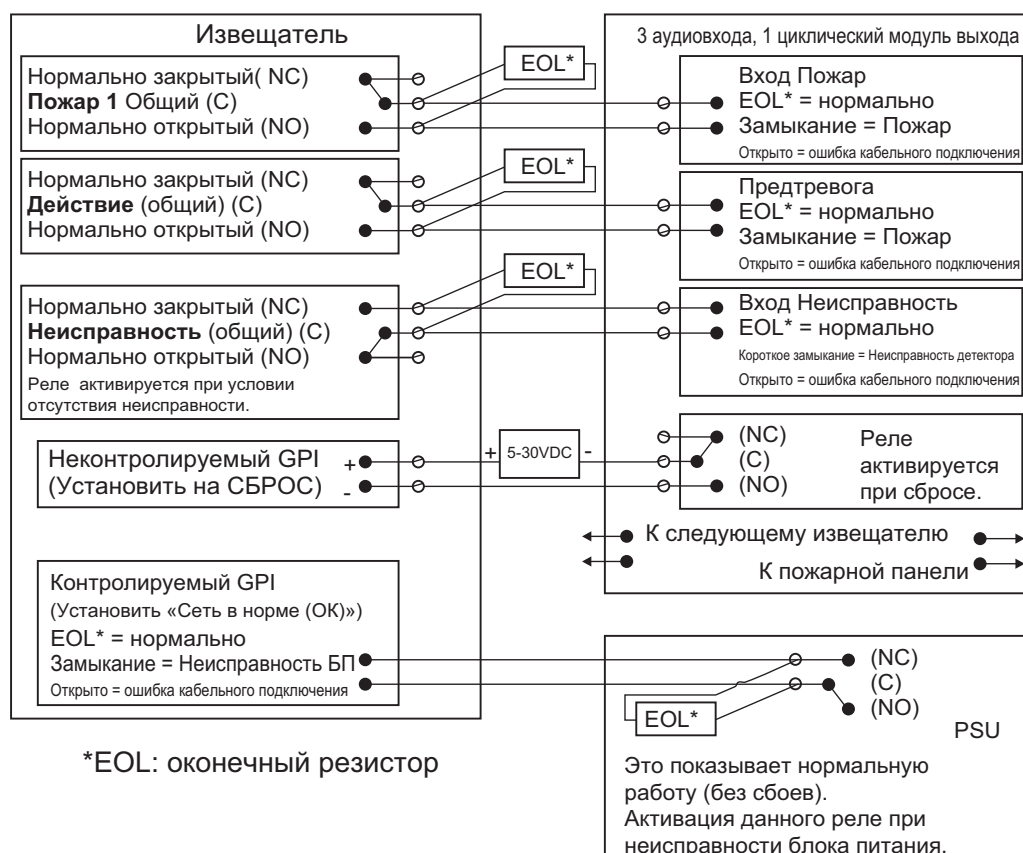 Извещатель
Нормально закрытый( NC)
Пожар 1 Общий (C)
Нормально открытый (NO)
EOL*
Нормально закрытый (NC)
Действие (общий) (C)
Нормально открытый (NO)
EOL*
Нормально закрытый (NC)
Неисправность (общий) (C)
Нормально открытый (NO)
Реле активируется при условии
отсутствия неисправности.
EOL*
Неконтролируемый GPI +
(Установить на СБРОС) -
+ 5-30VDC -
Контролируемый GPI
(Установить «Сеть в норме (ОК)»)
EOL* = нормально
Замыкание = Неисправность БП
Открыто = ошибка кабельного подключения
3 аудиовхода, 1 циклический модуль выхода
Вход Пожар
EOL* = нормально
Замыкание = Пожар
Открыто = ошибка кабельного подключения
Предтревога
EOL* = нормально
Замыкание = Пожар
Открыто = ошибка кабельного подключения
Вход Неисправность
EOL* = нормально
Короткое замыкание = Неисправность детектора
Открыто = ошибка кабельного подключения
(NC)
(C)
(NO)
Реле
активируется
при сбросе.
К следующему извещателю
К пожарной панели
(NC)
(C)
(NO)
EOL*
PSU
Это показывает нормальную
работу (без сбоев).
Активация данного реле при
неисправности блока питания.
*EOL: оконечный резистор